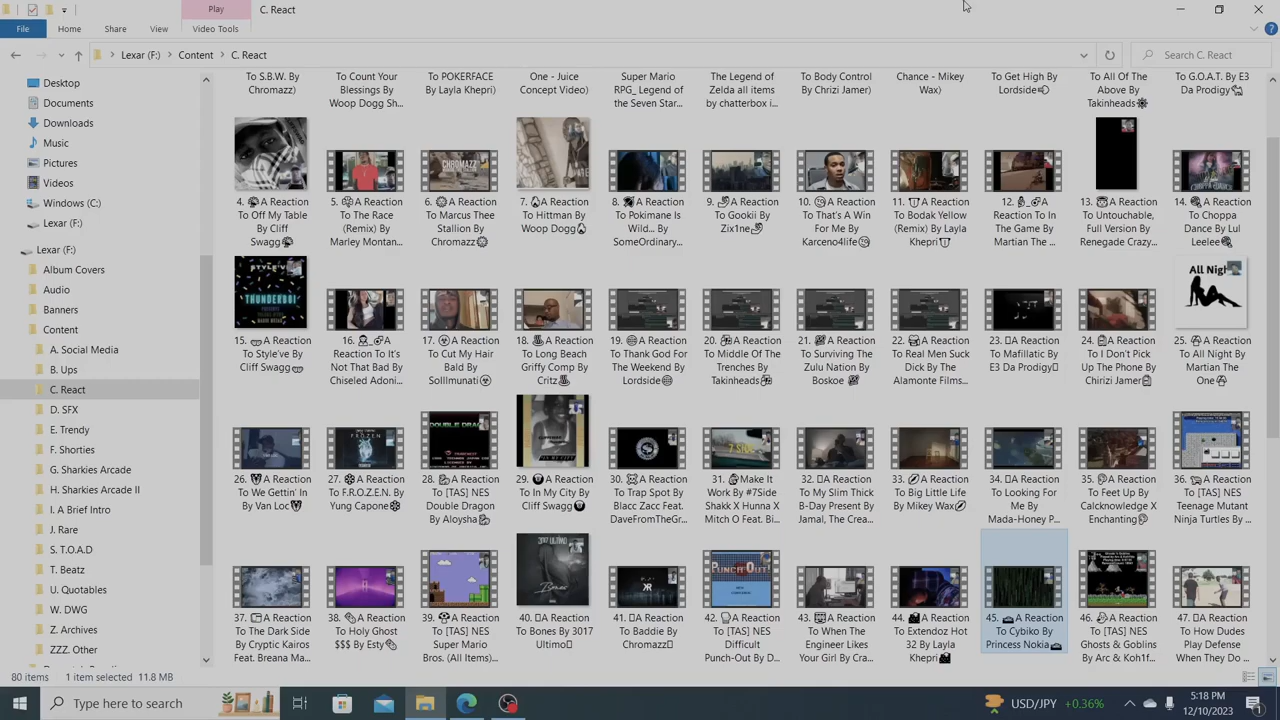 Play
C. React
File
Home
Share
View
Video Tools
Lexar (F:)
Content
C. React
Search C. React
Desktop
Documents
Downloads
Music
Pictures
Videos
Windows (C:)
Lexar (F:)
Lexar (F:)
Album Covers
Audio
Banners
Content
A. Social Media
B. Ups
C. React
D. SFX
E. Trendy
F. Shorties
G. Sharkies Arcade
H. Sharkies Arcade II
I. A Brief Intro
J. Rare
S. T.O.A.D
T. Beatz
U. Quotables
W. DWG
Z. Archives
ZZZ. Other
To S.B.W. By
Chromazz)
To Count Your
Blessings By
Woop Dogg Sh...
To POKERFACE
By Layla Khepri)
One - Juice
Concept Video)
Super Mario
RPG_ Legend of
the Seven Star...
The Legend of
Zelda all items
by chatterbox i...
To Body Control
By Chrizi Jamer)
Chance - Mikey
Wax)
To Get High By
Lordside
To All Of The
Above By
Takinheads
To G.O.A.T. By E3
Da Prodigy
4. A Reaction
To Off My Table
By Cliff
Swagg
5. A Reaction
To The Race
(Remix) By
Marley Montan...
CHROMAZZ
6. A Reaction
To Marcus Thee
Stallion By
Chromazz
7. A Reaction
To Hittman By
Woop Dogg
8. A Reaction
To Pokimane Is
Wild... By
SomeOrdinary...
9. A Reaction
To Gookii By
Zix1ne
10. A Reaction
To That's A Win
For Me By
Karceno4life
11. A Reaction
To Bodak Yellow
(Remix) By Layla
Khepri
12. A
Reaction To In
The Game By
Martian The ...
13. A Reaction
To Untouchable,
Full Version By
Renegade Crazy...
14. A Reaction
To Choppa
Dance By Lul
Leelee
STYLE'V
THUNDERBOI
15. A Reaction
To Style've By
Cliff Swagg
16. A
Reaction To It's
Not That Bad By
Chiseled Adoni...
17. A Reaction
To Cut My Hair
Bald By
Solllmunati
18. A Reaction
To Long Beach
Griffy Comp By
Critz
19. A Reaction
To Thank God For
The Weekend By
Lordside
20. A Reaction
To Middle Of The
Trenches By
Takinheads
21. A Reaction
To Surviving The
Zulu Nation By
Boskoe
22. A Reaction
To Real Men Suck
Dick By The
Alamonte Films...
23. A Reaction
To Mafillatic By
E3 Da Prodigy
24. A Reaction
To I Don't Pick
Up The Phone By
Chirizi Jamer
All Nigh
25. A Reaction
To All Night By
Martian The
One
26. A Reaction
To We Gettin' In
By Van Loc
FROZEN
27. A Reaction
To F.R.O.Z.E.N. By
Yung Capone
DOUBLE DRAG
28. A Reaction
To [TAS] NES
Double Dragon
By Aloysha
29. A Reaction
To In My City By
Cliff Swagg
30. A Reaction
To Trap Spot By
Blacc Zacc Feat.
DaveFromTheGr...
31. Make It
Work By #7Side
Shakk X Hunna X
Mitch O Feat. Bi...
32. A Reaction
To My Slim Thick
B-Day Present By
Jamal, The Crea...
33. A Reaction
To Big Little Life
By Mikey Wax
34. A Reaction
To Looking For
Me By
Mada-Honey P...
35. A Reaction
To Feet Up By
Calcknowledge X
Enchanting
36. A Reaction
To [TAS] NES
Teenage Mutant
Ninja Turtles By ...
37. A Reaction
To The Dark Side
By Cryptic Kairos
Feat. Breana Ma...
38. A Reaction
To Holy Ghost
$$$ By Esty
39. A Reaction
To [TAS] NES
Super Mario
Bros. (All Items)...
3017 ULTIMO
Bones
40. A Reaction
To Bones By 3017
Ultimo
KR
41. A Reaction
To Baddie By
Chromazz
PUNCH-OUT!
42. A Reaction
To [TAS] NES
Difficult
Punch-Out By D...
43. A Reaction
To When The
Engineer Likes
Your Girl By Cra...
44. A Reaction
To Extendoz Hot
32 By Layla
Khepri
45. A Reaction
To Cybiko By
Princess Nokia
46. A Reaction
To [TAS] NES
Ghosts & Goblins
By Arc & Koh1f...
47. A Reaction
To How Dudes
Play Defense
When They Do...
80 items
1 item selected 11.8 MB
Type here to search
USD/JPY
+0.36%
5:18 PM
12/10/2023
1